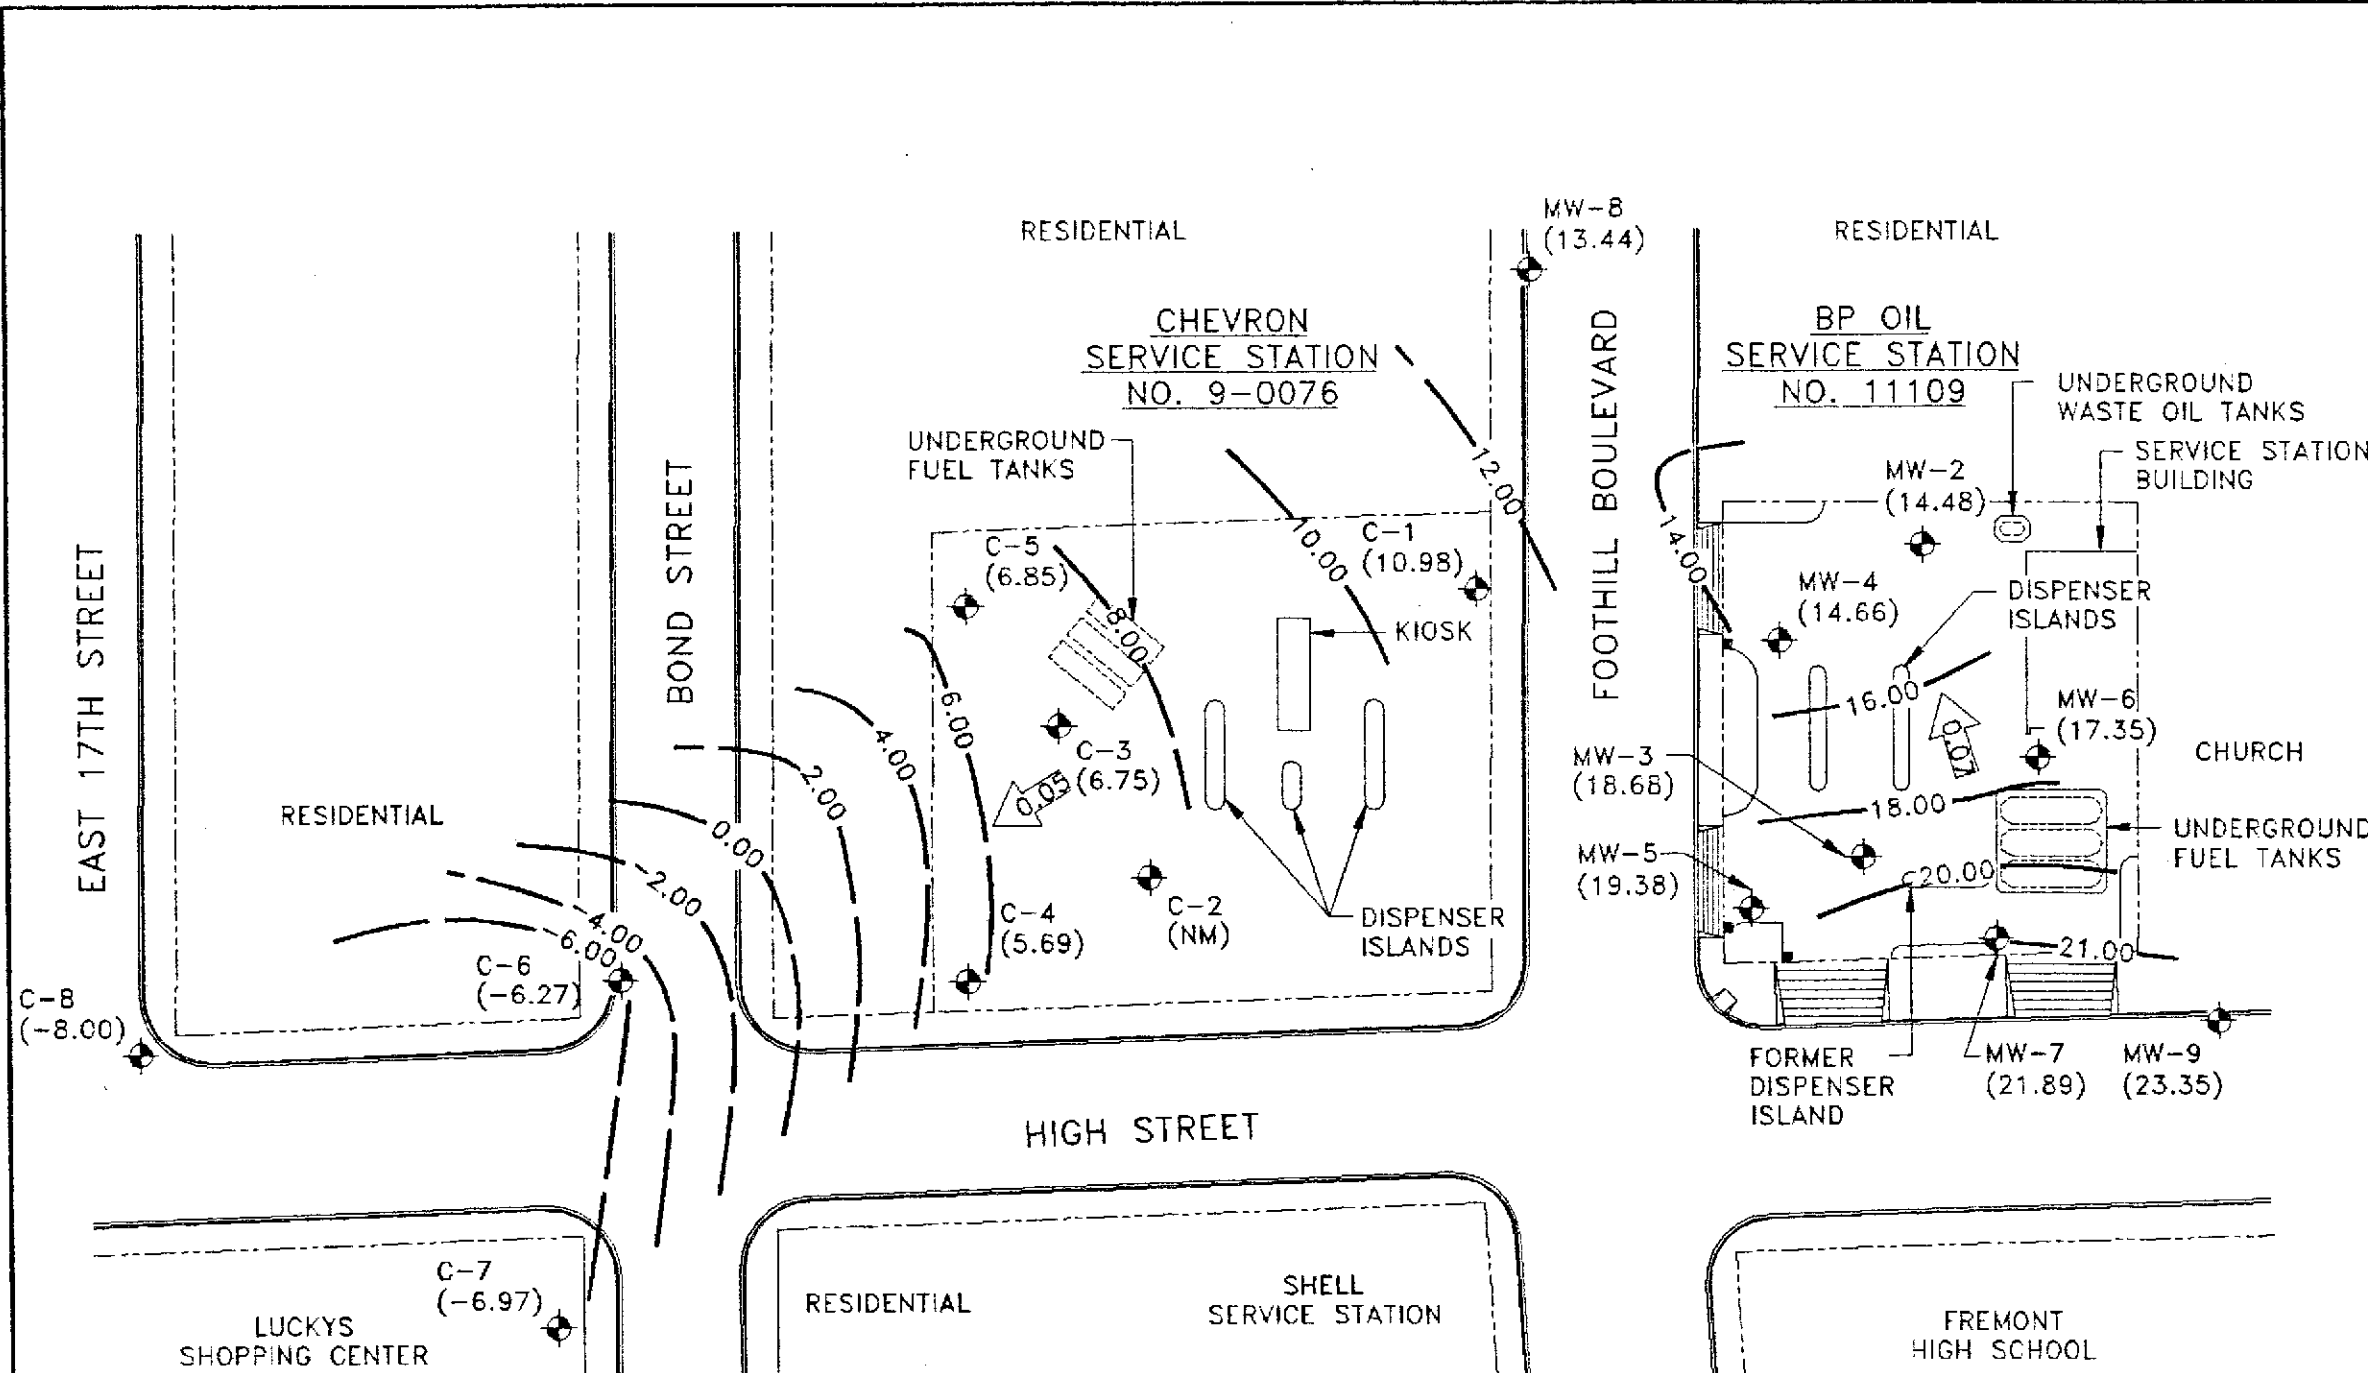 RESIDENTIAL
MW-8
(13.44)
RESIDENTIAL
CHEVRON
SERVICE STATION
NO. 9-0076
BP OIL
SERVICE STATION
NO. 11109
UNDERGROUND
WASTE OIL TANKS
SERVICE STATION
BUILDING
UNDERGROUND
FUEL TANKS
MW-2
(14.48)
12.00
10.00
C-1
(10.98)
C-5
(6.85)
8.00
14.00
MW-4
(14.66)
DISPENSER
ISLANDS
KIOSK
EAST 17TH STREET
BOND STREET
FOOTHILL BOULEVARD
6.00
4.00
2.00
0.00
-2.00
-4.00
-6.00
C-3
(6.75)
0.05
16.00
0.07
MW-6
(17.35)
CHURCH
MW-3
(18.68)
18.00
RESIDENTIAL
UNDERGROUND
FUEL TANKS
MW-5
(19.38)
20.00
C-4
(5.69)
C-2
(NM)
DISPENSER
ISLANDS
21.00
C-6
(-6.27)
C-8
(-8.00)
FORMER
DISPENSER
ISLAND
MW-7
(21.89)
MW-9
(23.35)
HIGH STREET
C-7
(-6.97)
LUCKYS
SHOPPING CENTER
RESIDENTIAL
SHELL
SERVICE STATION
FREMONT
HIGH SCHOOL